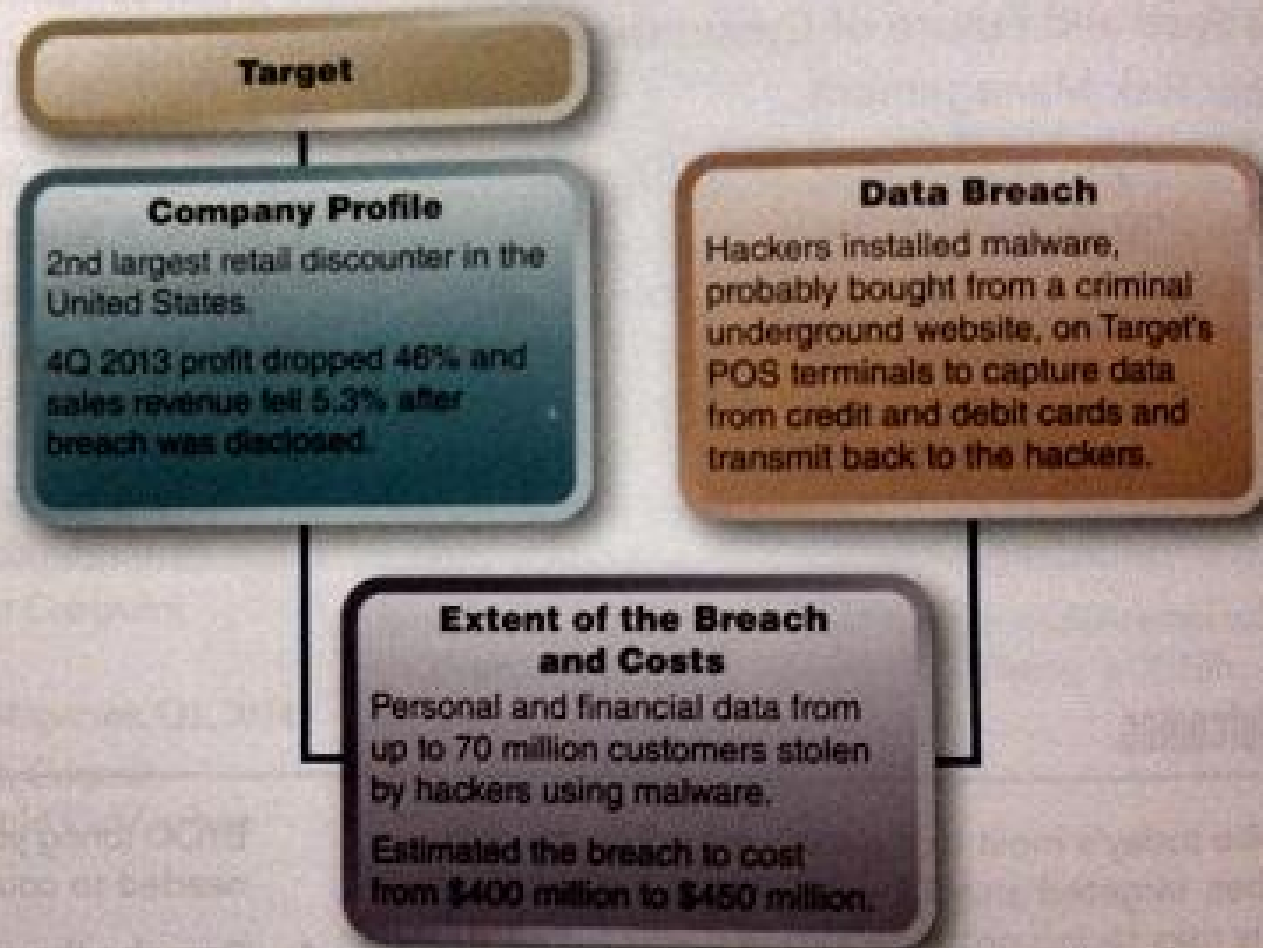 Target
Company Profile
2nd largest retail discounter in the
United States.
4Q 2013 profit dropped 46% and
sales revenue fell 5.3% after
breach was disclosed.
Data Breach
Hackers installed malware,
probably bought from a criminal
underground website, on Target's
POS terminals to capture data
from credit and debit cards and
transmit back to the hackers.
Extent of the Breach
and Costs
Personal and financial data from
up to 70 million customers stolen
by hackers using malware.
Estimated the breach to cost
from $400 million to $450 million.